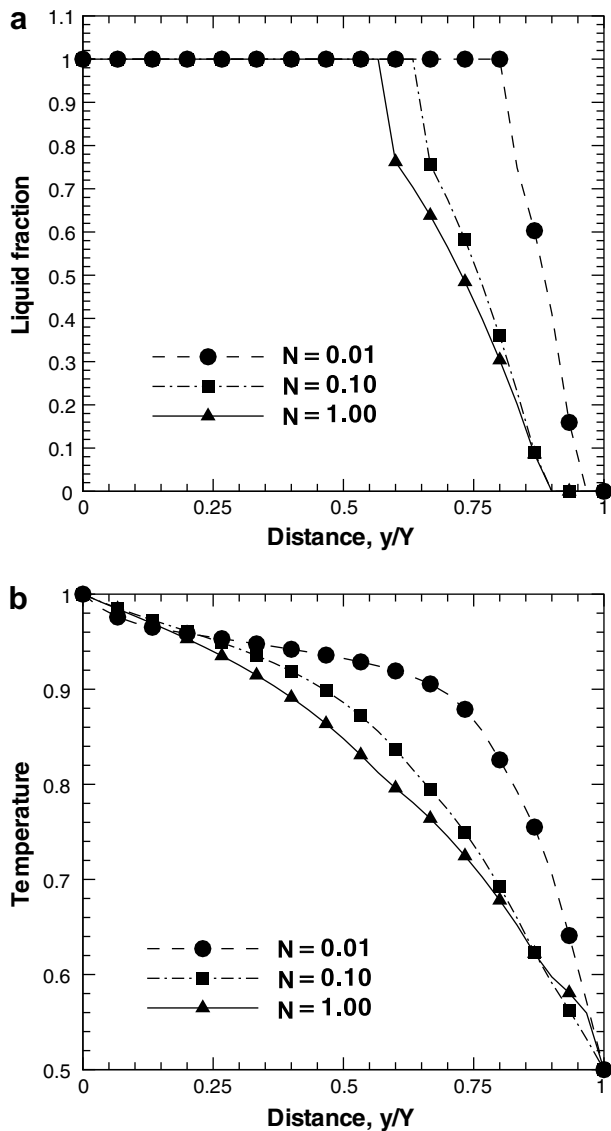 a
1.1
1
0.9
0.8
0.7
0.6
0.5
0.4
0.3
0.2
0.1
0
Liquid fraction
N = 0.01
N = 0.10
N = 1.00
0 0.25 0.5 0.75 1
Distance, y/Y
b
1
0.9
0.8
0.7
0.6
0.5
Temperature
N = 0.01
N = 0.10
N = 1.00
0 0.25 0.5 0.75 1
Distance, y/Y